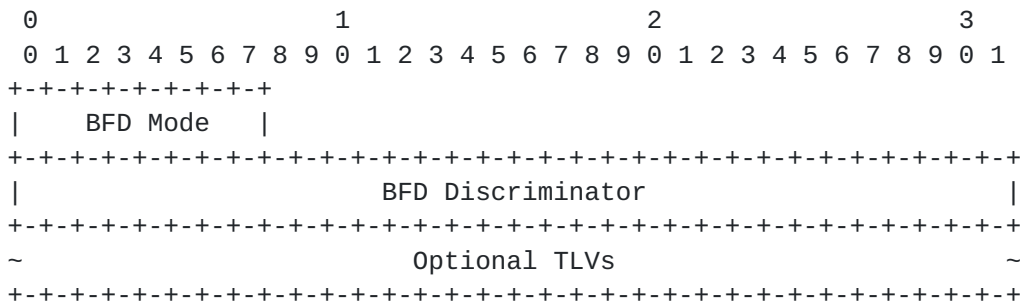 0                   1                   2                   3
 0 1 2 3 4 5 6 7 8 9 0 1 2 3 4 5 6 7 8 9 0 1 2 3 4 5 6 7 8 9 0 1
+-+-+-+-+-+-+-+-+
|    BFD Mode   |
+-+-+-+-+-+-+-+-+-+-+-+-+-+-+-+-+-+-+-+-+-+-+-+-+-+-+-+-+-+-+-+-+
|                       BFD Discriminator                       |
+-+-+-+-+-+-+-+-+-+-+-+-+-+-+-+-+-+-+-+-+-+-+-+-+-+-+-+-+-+-+-+-+
~                         Optional TLVs                         ~
+-+-+-+-+-+-+-+-+-+-+-+-+-+-+-+-+-+-+-+-+-+-+-+-+-+-+-+-+-+-+-+-+